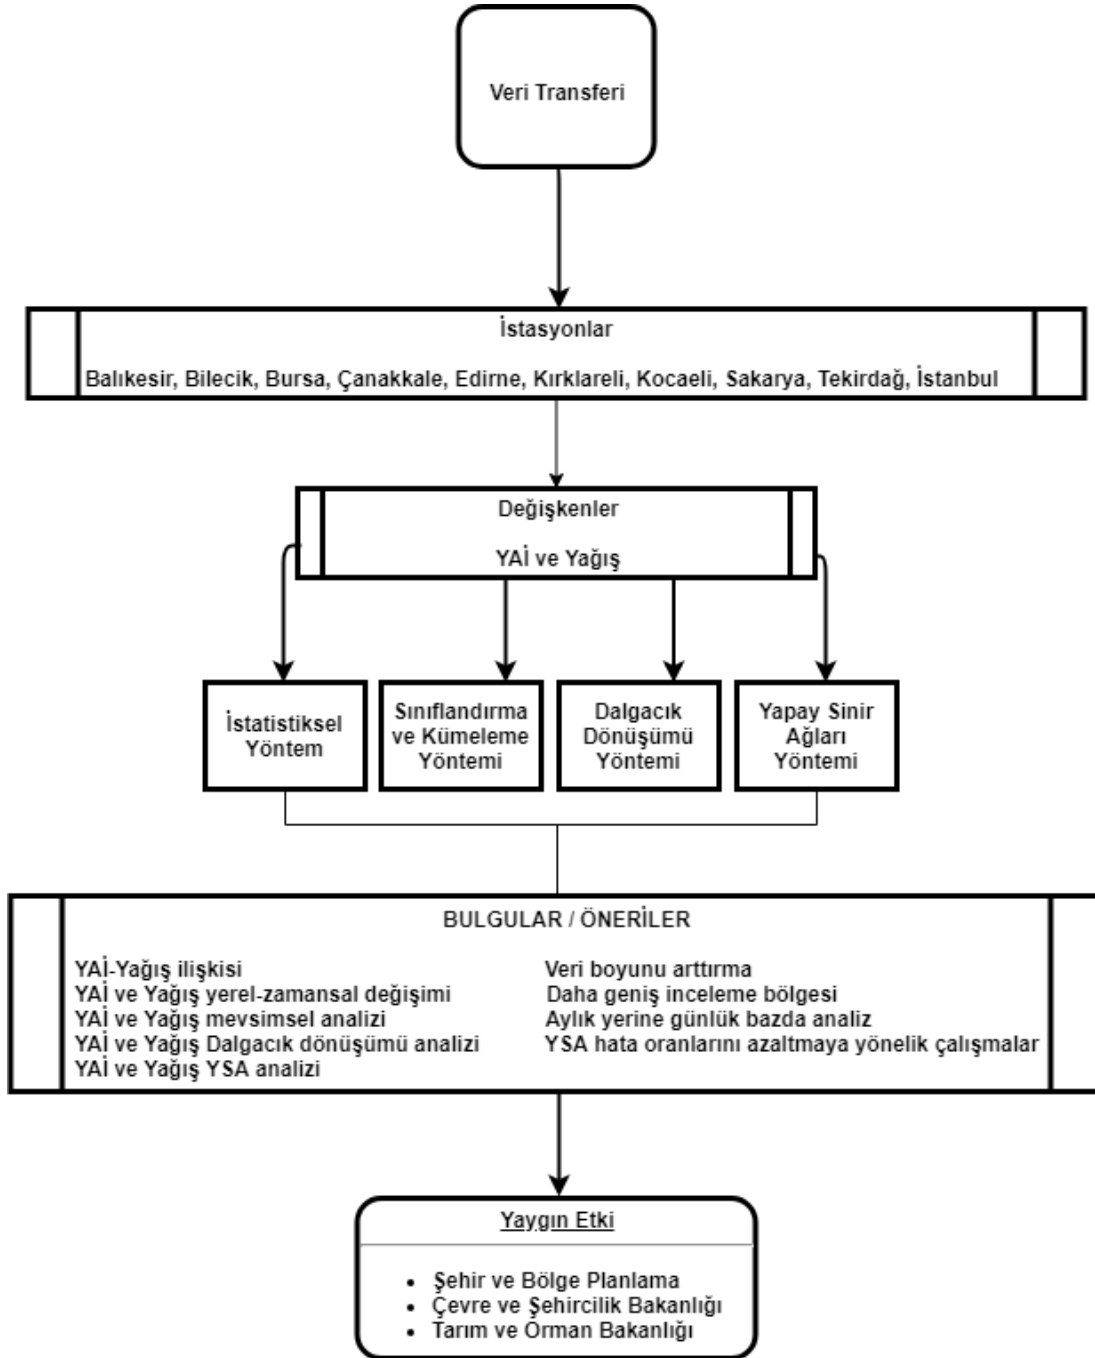 Veri Transferi
İstasyonlar
Balıkesir, Bilecik, Bursa, Çanakkale, Edirne, Kırklareli, Kocaeli, Sakarya, Tekirdağ, İstanbul
Değişkenler
YAİ ve Yağış
İstatistiksel
Yöntem
Sınıflandırma
ve Kümeleme
Yöntemi
Dalgacık
Dönüşümü
Yöntemi
Yapay Sinir
Ağları
Yöntemi
BULGULAR / ÖNERİLER
YAİ-Yağış ilişkisi
YAİ ve Yağış yerel-zamansal değişimi
YAİ ve Yağış mevsimsel analizi
YAİ ve Yağış Dalgacık dönüşümü analizi
YAİ ve Yağış YSA analizi
Veri boyunu arttırma
Daha geniş inceleme bölgesi
Aylık yerine günlük bazda analiz
YSA hata oranlarını azaltmaya yönelik çalışmalar
Yaygın Etki
• Şehir ve Bölge Planlama
• Çevre ve Şehircilik Bakanlığı
• Tarım ve Orman Bakanlığı